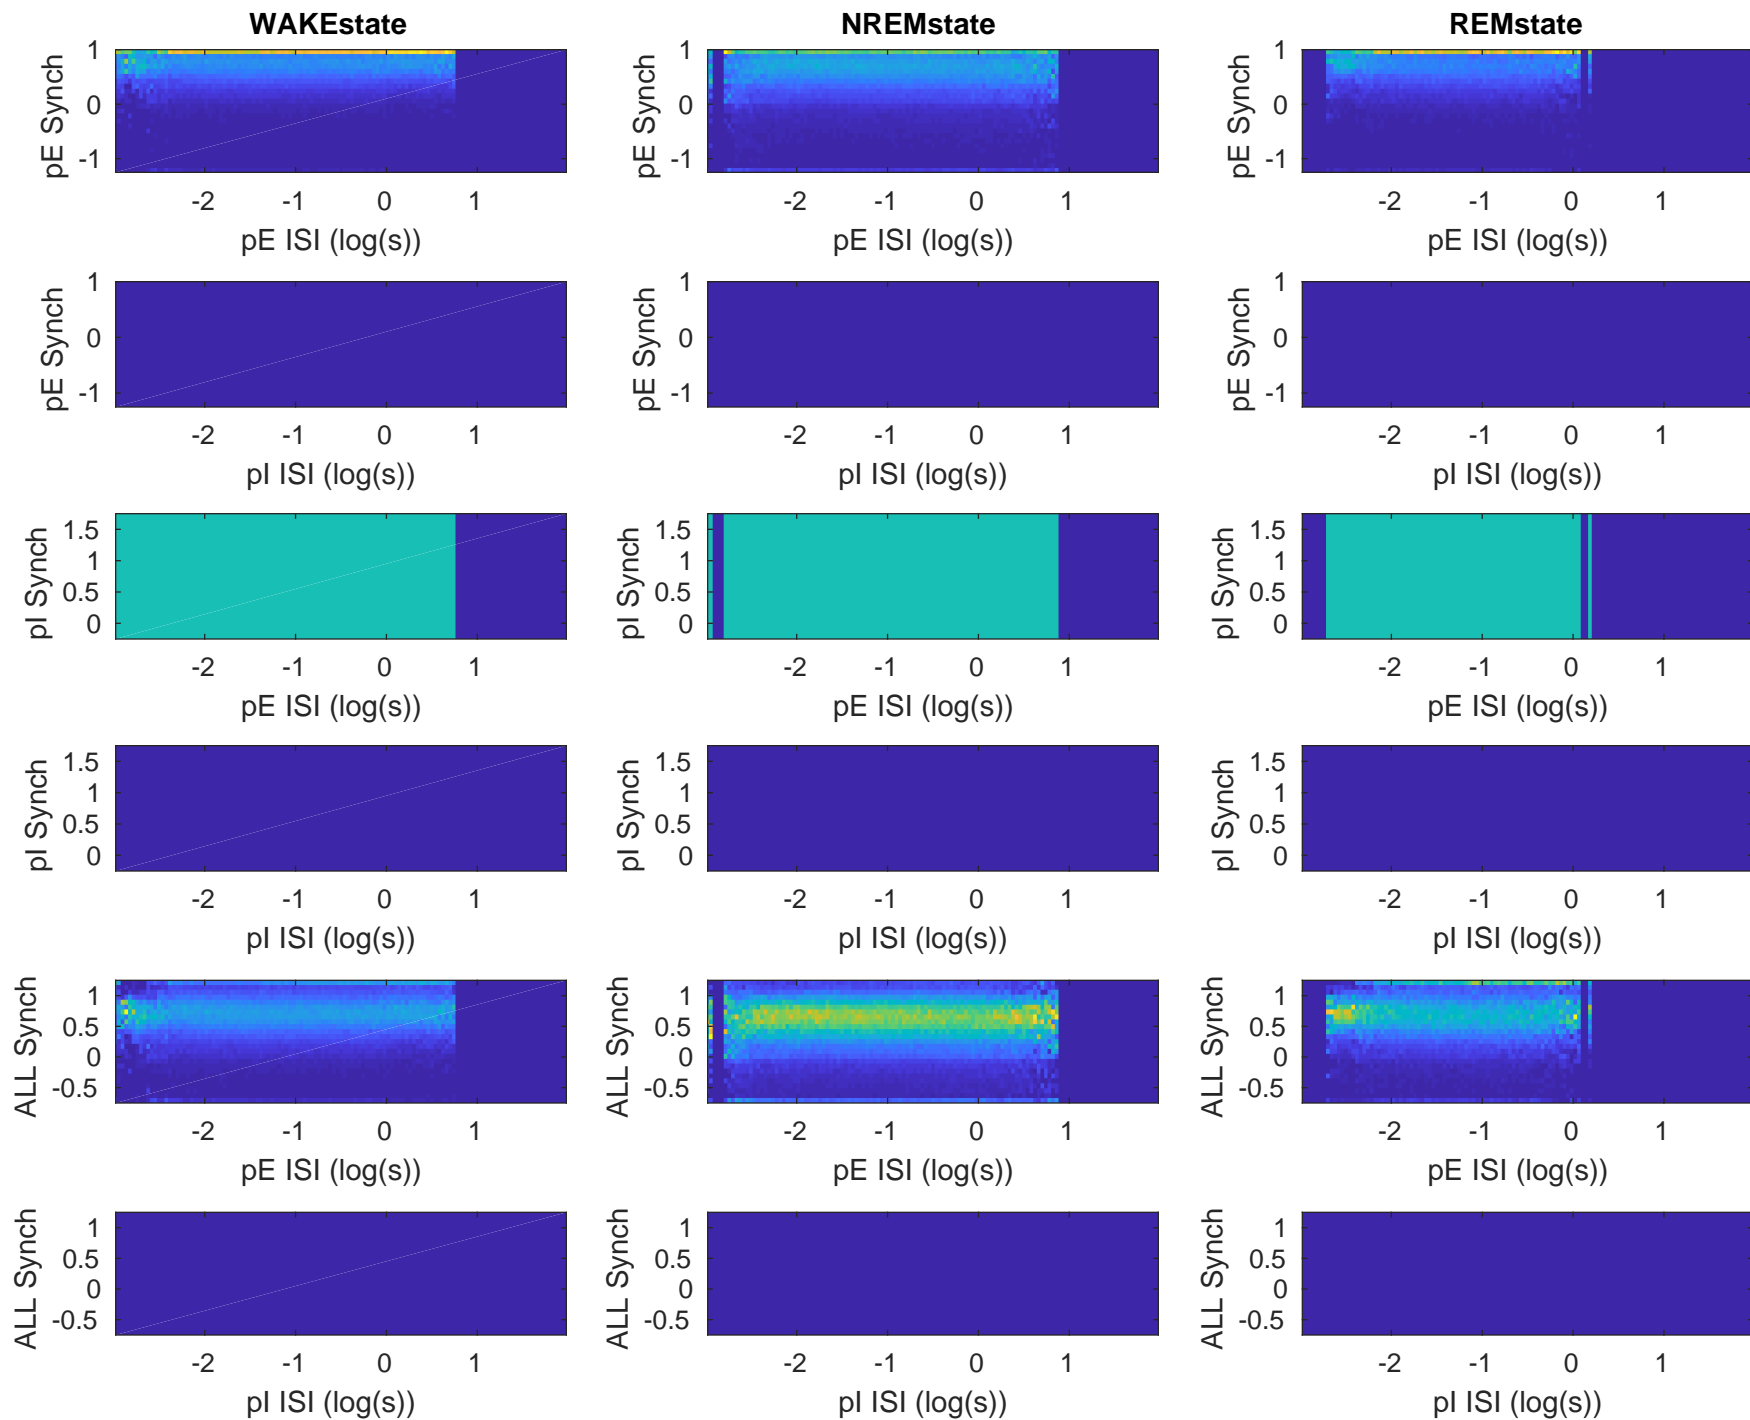 WAKEstate NREMstate REMstate
1 1 1
pE Synch pE Synch pE Synch
0 0 0
-1 -1 -1
-2 -1 0 1 -2 -1 0 1 -2 -1 0 1
pE ISI (log(s)) pE ISI (log(s)) pE ISI (log(s))
1 1 1
pE Synch pE Synch pE Synch
0 0 0
-1 -1 -1
-2 -1 0 1 -2 -1 0 1 -2 -1 0 1
pI ISI (log(s)) pI ISI (log(s)) pI ISI (log(s))
1.5 1.5 1.5
pI Synch pI Synch pI Synch
1 1 1
0.5 0.5 0.5
0 0 0
-2 -1 0 1 -2 -1 0 1 -2 -1 0 1
pE ISI (log(s)) pE ISI (log(s)) pE ISI (log(s))
1.5 1.5 1.5
pI Synch pI Synch pI Synch
1 1 1
0.5 0.5 0.5
0 0 0
-2 -1 0 1 -2 -1 0 1 -2 -1 0 1
pI ISI (log(s)) pI ISI (log(s)) pI ISI (log(s))
1 1 1
ALL Synch ALL Synch ALL Synch
0.5 0.5 0.5
0 0 0
-0.5 -0.5 -0.5
-2 -1 0 1 -2 -1 0 1 -2 -1 0 1
pE ISI (log(s)) pE ISI (log(s)) pE ISI (log(s))
1 1 1
ALL Synch ALL Synch ALL Synch
0.5 0.5 0.5
0 0 0
-0.5 -0.5 -0.5
-2 -1 0 1 -2 -1 0 1 -2 -1 0 1
pI ISI (log(s)) pI ISI (log(s)) pI ISI (log(s))